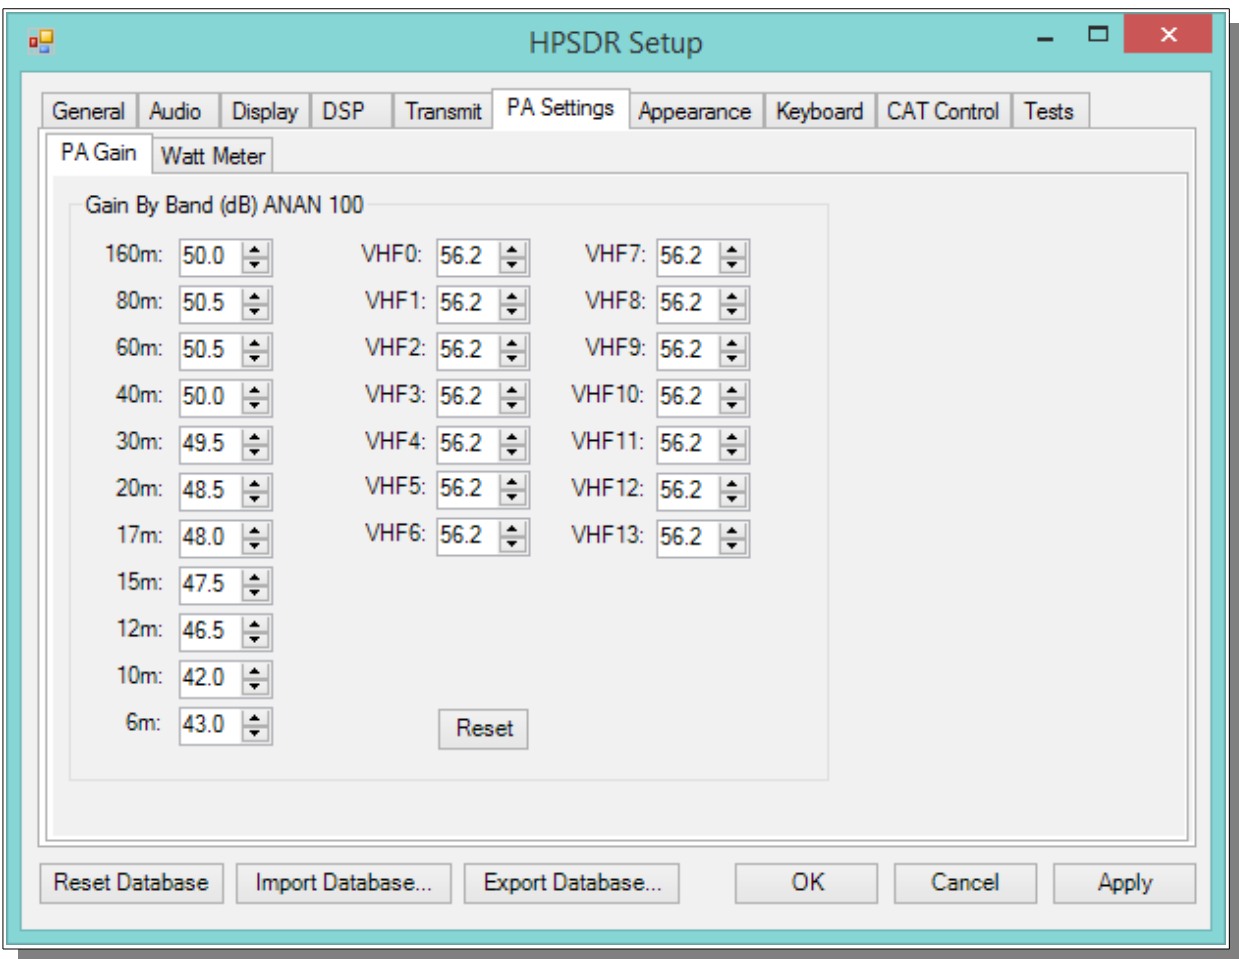 HPSDR Setup
General Audio Display DSP Transmit PA Settings Appearance Keyboard CAT Control Tests
PA Gain Watt Meter
Gain By Band (dB) ANAN 100
160m: 50.0 VHF0: 56.2 VHF7: 56.2
80m: 50.5 VHF1: 56.2 VHF8: 56.2
60m: 50.5 VHF2: 56.2 VHF9: 56.2
40m: 50.0 VHF3: 56.2 VHF10: 56.2
30m: 49.5 VHF4: 56.2 VHF11: 56.2
20m: 48.5 VHF5: 56.2 VHF12: 56.2
17m: 48.0 VHF6: 56.2 VHF13: 56.2
15m: 47.5
12m: 46.5
10m: 42.0
6m: 43.0 Reset
Reset Database Import Database... Export Database... OK Cancel Apply